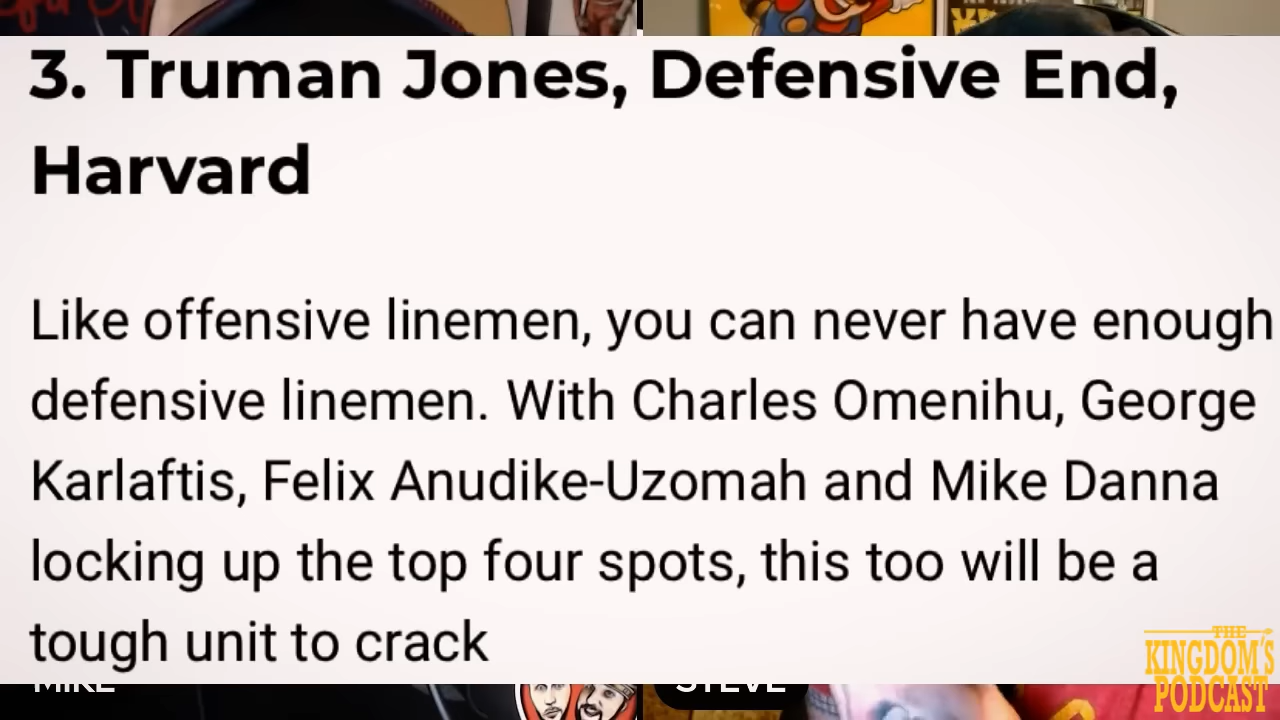 3. Truman Jones, Defensive End,
Harvard
Like offensive linemen, you can never have enough
defensive linemen. With Charles Omenihu, George
Karlaftis, Felix Anudike-Uzomah and Mike Danna
locking up the top four spots, this too will be a
tough unit to crack
THE
KINGDOM'S
PODCAST
MIKE
STEVE